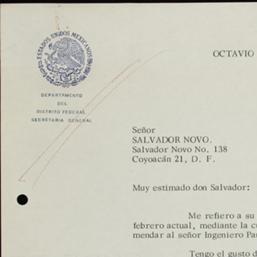 ESTADOS UNIDOS MEXICANOS
DEPARTAMENTO
DEL
DISTRITO FEDERAL
SECRETARIA GENERAL
OCTAVIO
Señor
SALVADOR NOVO.
Salvador Novo No. 138
Coyoacán 21, D. F.
Muy estimado don Salvador:
Me refiero a su
febrero actual, mediante la c
mendar al señor Ingeniero Pa
Tengo el gusto d